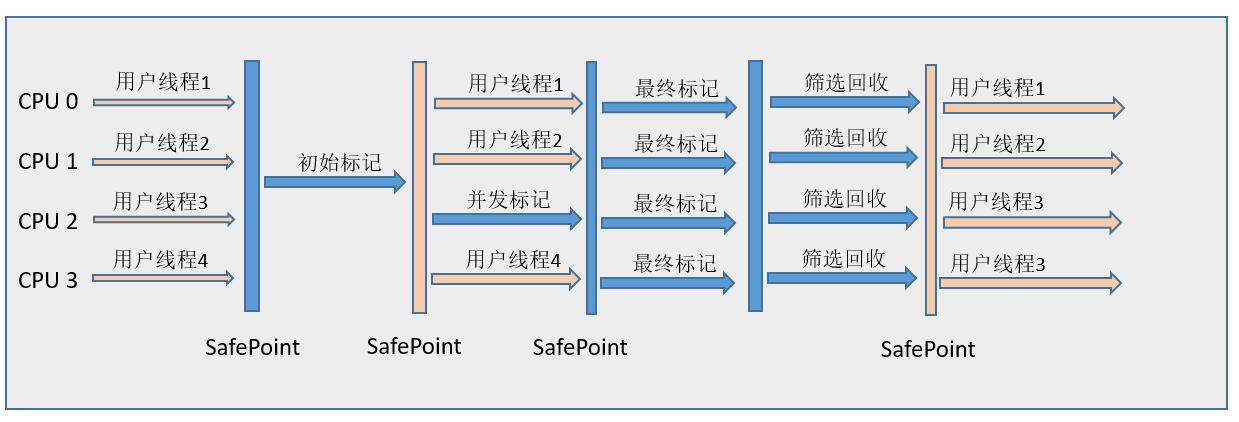 CPU 0 用户线程1 用户线程1 最终标记 筛选回收 用户线程1
CPU 1 用户线程2 初始标记 用户线程2 最终标记 筛选回收 用户线程2
CPU 2 用户线程3 并发标记 最终标记 筛选回收 用户线程3
CPU 3 用户线程4 用户线程4 最终标记 筛选回收 用户线程3
SafePoint SafePoint SafePoint SafePoint